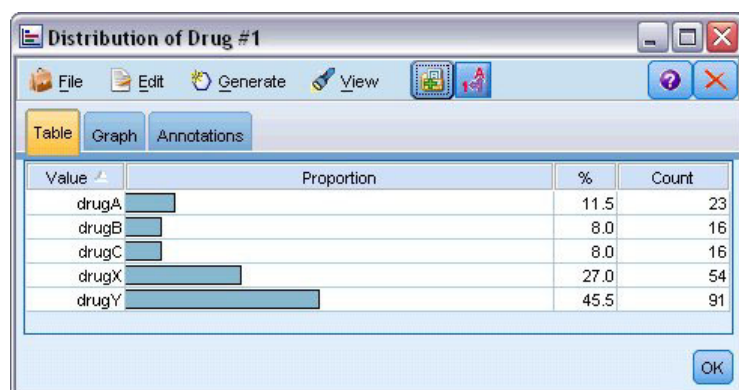 Distribution of Drug #1
File Edit Generate View
Table Graph Annotations
Value Proportion % Count
drugA 11.5 23
drugB 8.0 16
drugC 8.0 16
drugX 27.0 54
drugY 45.5 91
OK